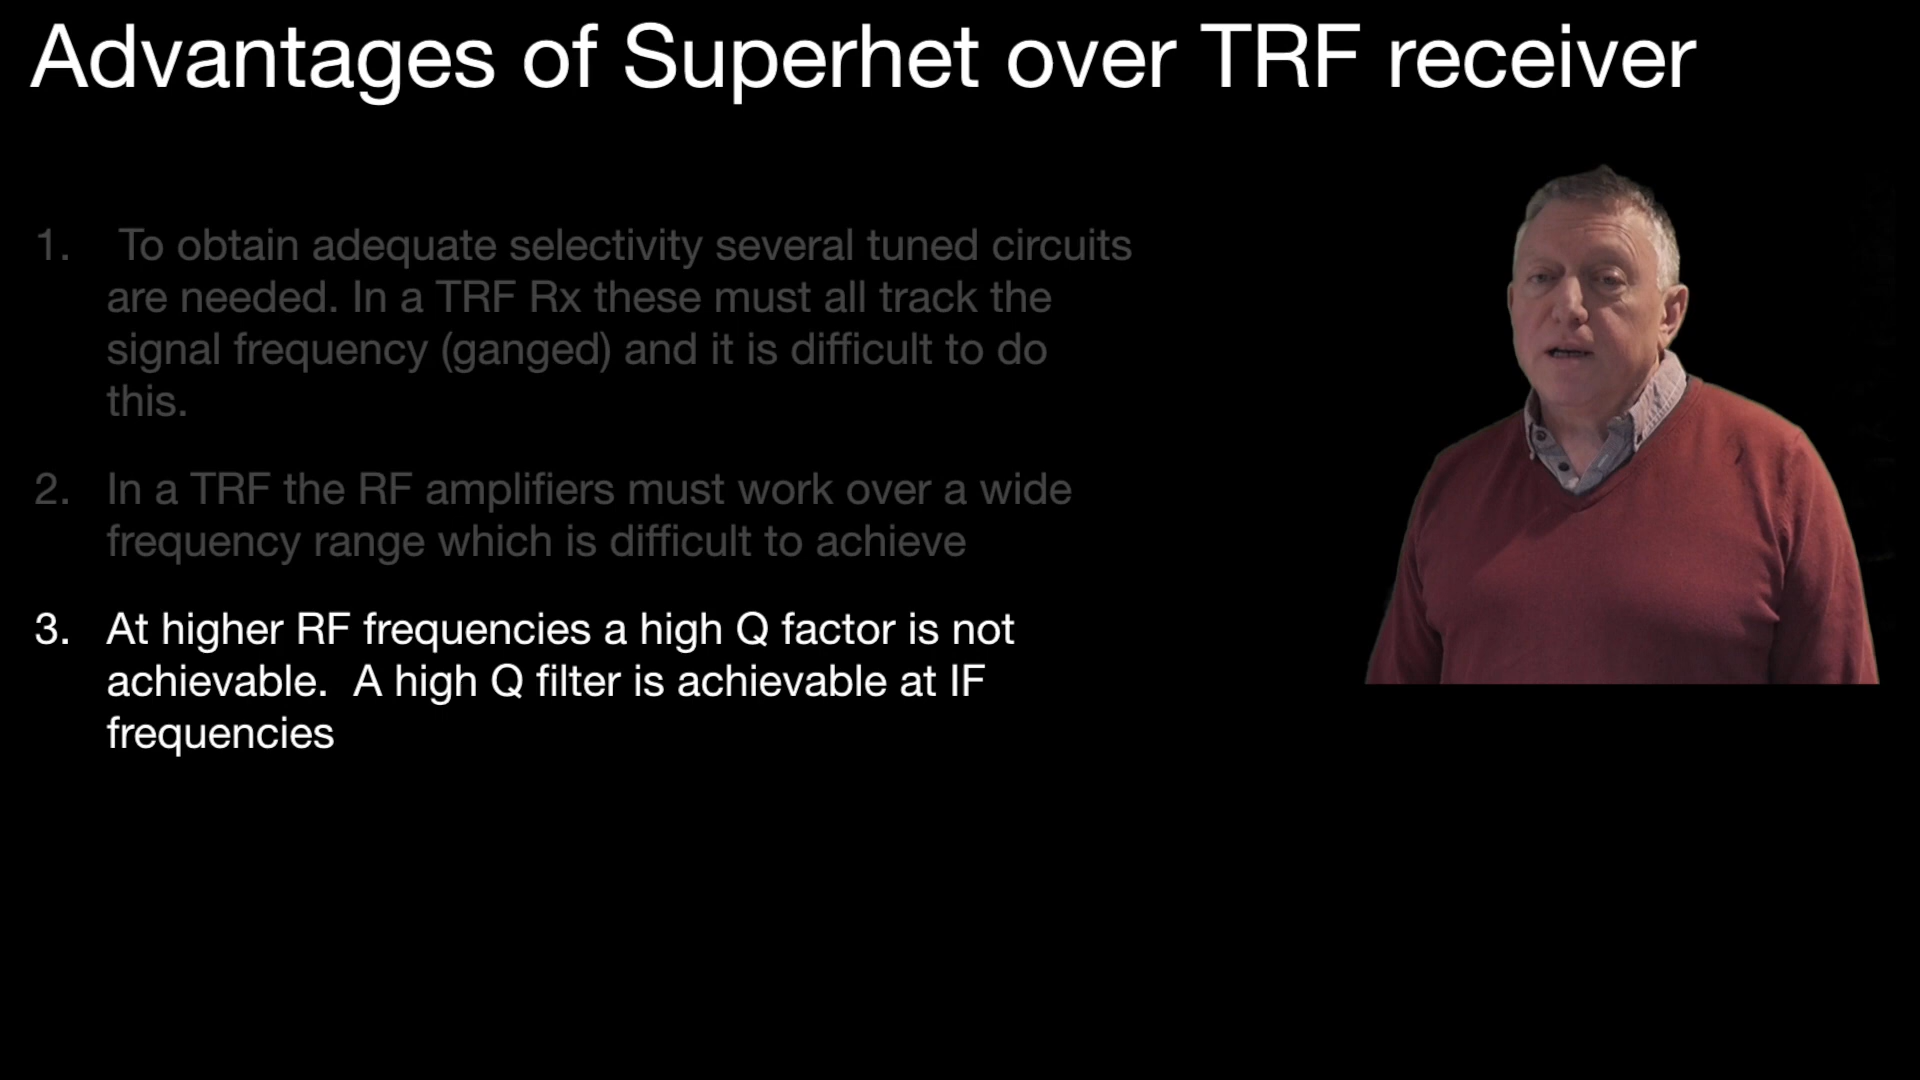 Advantages of Superhet over TRF receiver
1. To obtain adequate selectivity several tuned circuits
are needed. In a TRF Rx these must all track the
signal frequency (ganged) and it is difficult to do
this.
2. In a TRF the RF amplifiers must work over a wide
frequency range which is difficult to achieve
3. At higher RF frequencies a high Q factor is not
achievable.  A high Q filter is achievable at IF
frequencies